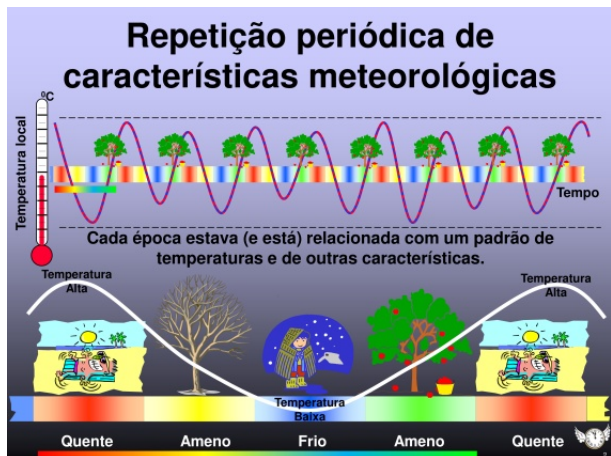 Repetição periódica de
características meteorológicas
ºC
Temperatura local
Tempo
Cada época estava (e está) relacionada com um padrão de
temperaturas e de outras características.
Temperatura
Alta
Temperatura
Alta
Temperatura
Baixa
Quente Ameno Frio Ameno Quente